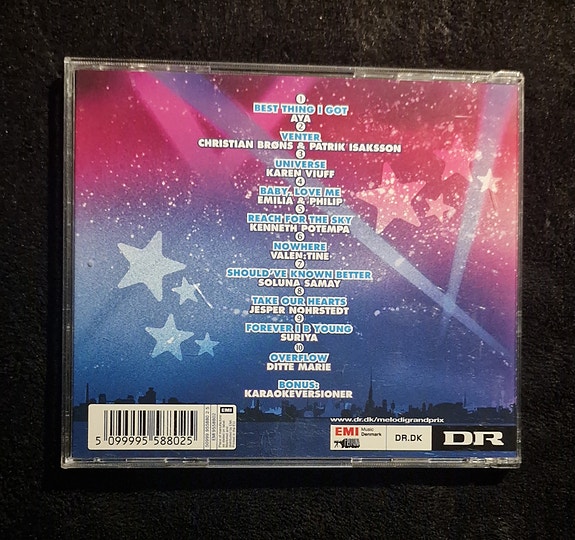 1
BEST THING I GOT
AYA
2
VENTER
CHRISTIAN BRØNS & PATRIK ISAKSSON
3
UNIVERSE
KAREN VIUFF
4
BABY, LOVE ME
EMILIA & PHILIP
5
REACH FOR THE SKY
KENNETH POTEMPA
6
NOWHERE
VALEN:TINE
7
SHOULD'VE KNOWN BETTER
SOLUNA SAMAY
8
TAKE OUR HEARTS
JESPER NOHRSTEDT
9
FOREVER I B YOUNG
SURIYA
10
OVERFLOW
DITTE MARIE
BONUS:
KARAOKEVERSIONER
www.dr.dk/melodigrandprix
5 099995 588025
EMI
EMI
Music
Denmark
DR.DK
DR